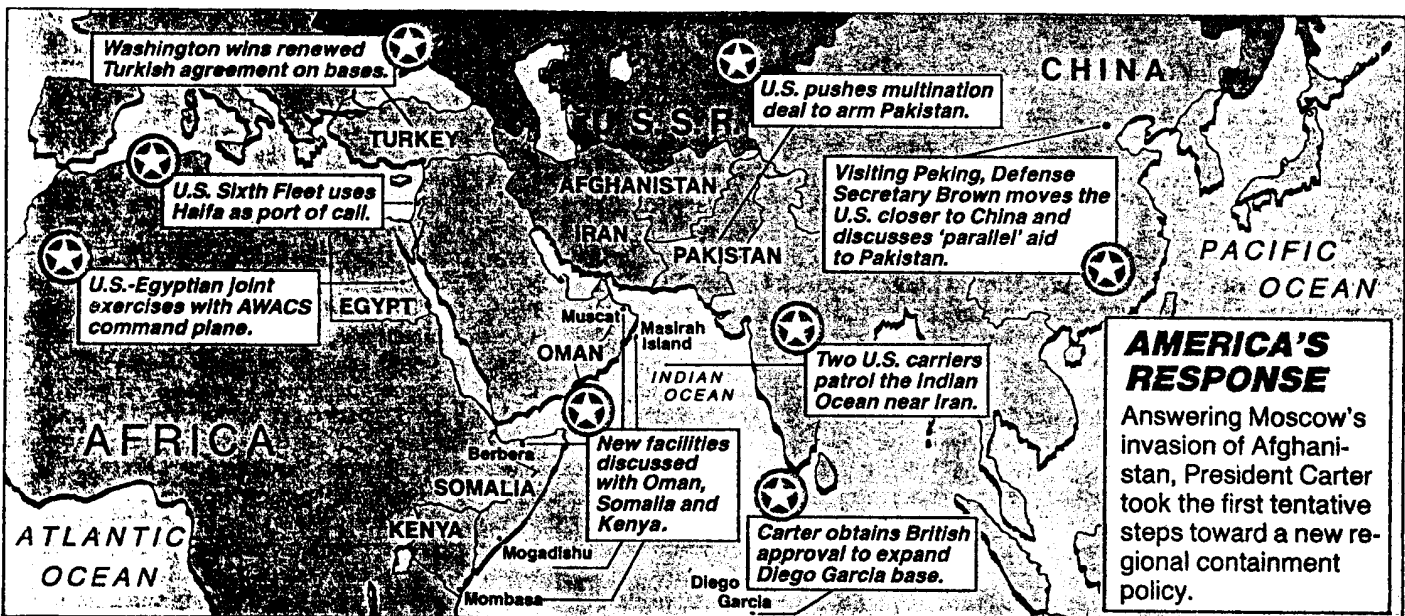 Washington wins renewed
Turkish agreement on bases.
U.S. pushes multination
deal to arm Pakistan.
CHINA
U.S.S.R.
TURKEY
U.S. Sixth Fleet uses
Haifa as port of call.
AFGHANISTAN
IRAN
PAKISTAN
Visiting Peking, Defense
Secretary Brown moves the
U.S. closer to China and
discusses 'parallel' aid
to Pakistan.
PACIFIC
OCEAN
U.S.-Egyptian joint
exercises with AWACS
command plane.
EGYPT
Muscat
Masirah
Island
OMAN
INDIAN
OCEAN
Two U.S. carriers
patrol the Indian
Ocean near Iran.
AFRICA
Berbera
SOMALIA
New facilities
discussed
with Oman,
Somalia and
Kenya.
KENYA
Mogadishu
Mombasa
ATLANTIC
OCEAN
Carter obtains British
approval to expand
Diego Garcia base.
Diego
Garcia
AMERICA'S
RESPONSE
Answering Moscow's
invasion of Afghani-
stan, President Carter
took the first tentative
steps toward a new re-
gional containment
policy.